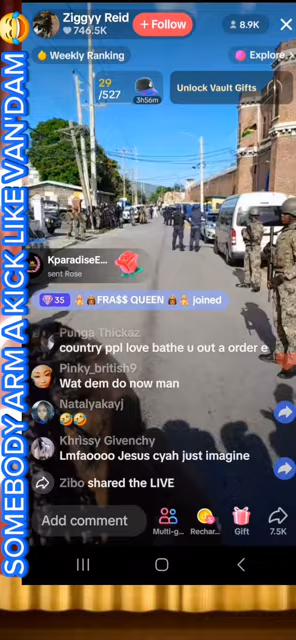 SOMEBODY ARM A KICK LIKE VAN'DAM 😂
Ziggyy Reid
746.5K
+ Follow
8.9K
Weekly Ranking
Explore
29
/527
3h56m
Unlock Vault Gifts
KparadiseE...
sent Rose
35 FRA$$ QUEEN joined
Punga Thickaz
country ppl love bathe u out a order e
Pinky_british9
Wat dem do now man
Natalyakayj
🤣🤣
Khrissy Givenchy
Lmfaoooo Jesus cyah just imagine
Zibo shared the LIVE
Add comment
Multi-g...
Rechar...
Gift
7.5K